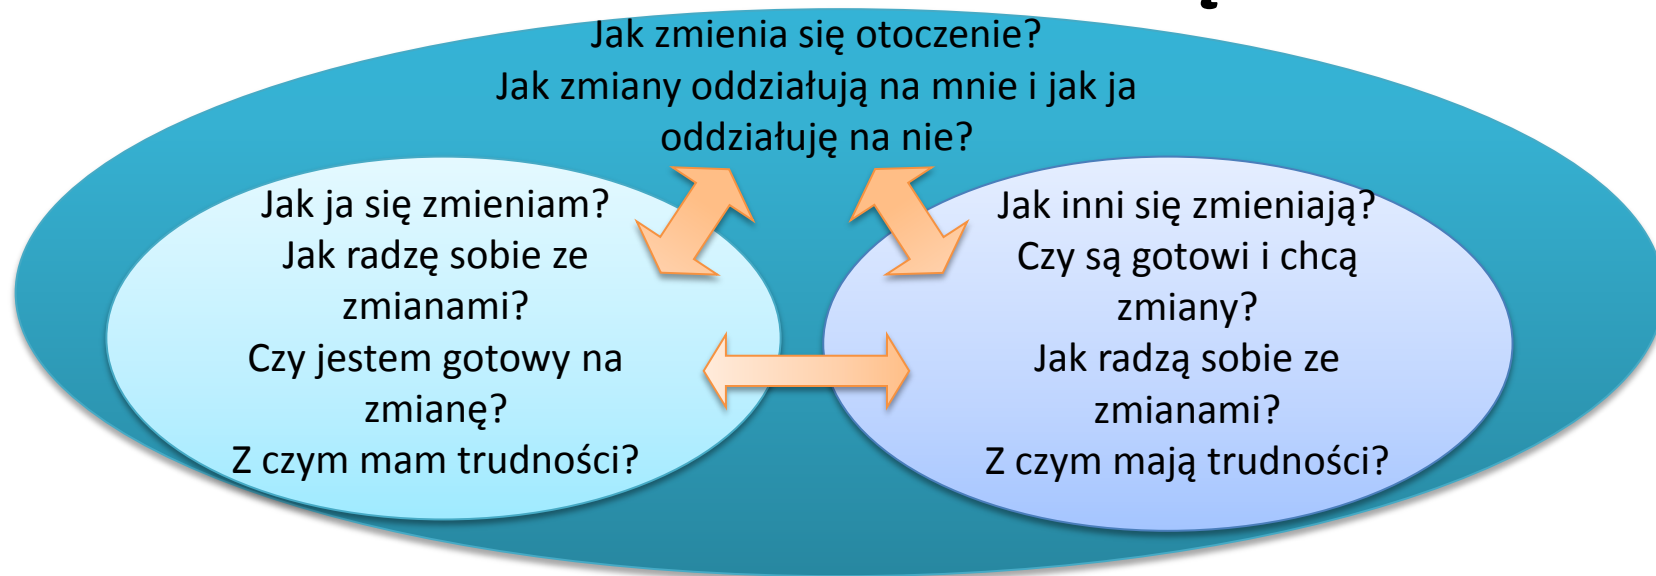 Jak zmienia się otoczenie?
Jak zmiany oddziałują na mnie i jak ja
oddziałuję na nie?
Jak ja się zmieniam?
Jak radzę sobie ze
zmianami?
Czy jestem gotowy na
zmianę?
Z czym mam trudności?
Jak inni się zmieniają?
Czy są gotowi i chcą
zmiany?
Jak radzą sobie ze
zmianami?
Z czym mają trudności?